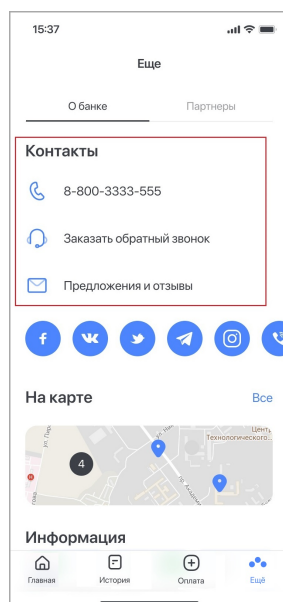 15:37
Еще
О банке
Партнеры
Контакты
8-800-3333-555
Заказать обратный звонок
Предложения и отзывы
На карте
Все
4
Технологического...
Информация
Главная
История
Оплата
Ещё